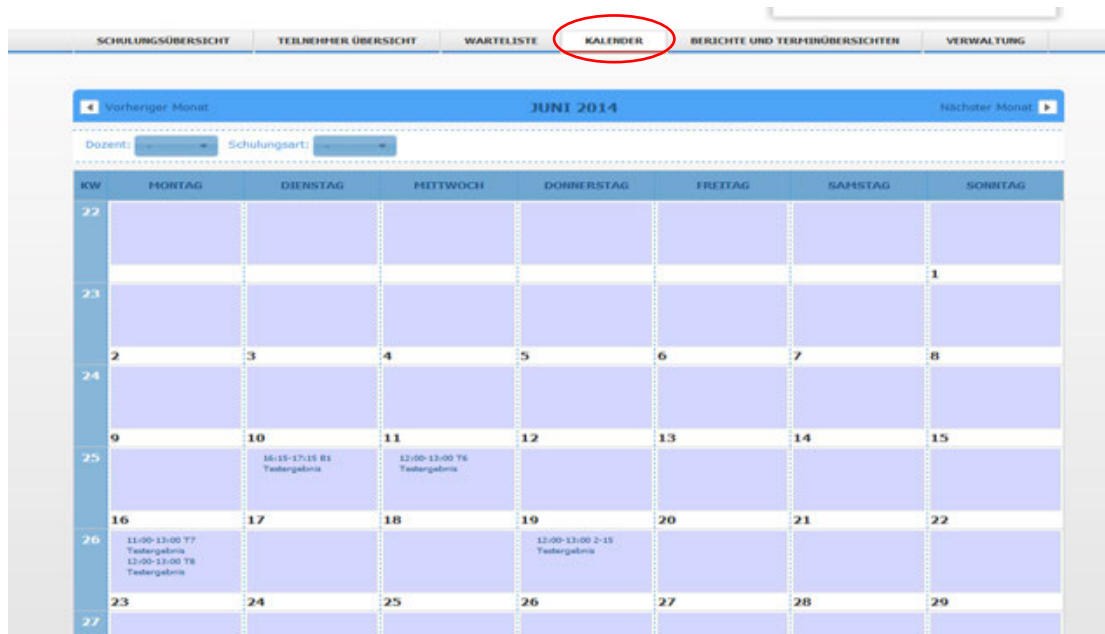 SCHULUNGSÜBERSICHT TEILNEHMER ÜBERSICHT WARTELISTE KALENDER BERICHTE UND TERMINÜBERSICHTEN VERWALTUNG
Vorheriger Monat JUNI 2014 Nächster Monat
Dozent: - Schulungsart: -
KW MONTAG DIENSTAG MITTWOCH DONNERSTAG FREITAG SAMSTAG SONNTAG
22
1
23
2 3 4 5 6 7 8
24
9 10 11 12 13 14 15
25 16:15-17:15 B1 12:00-13:00 T6
Testergebnis Testergebnis
16 17 18 19 20 21 22
26 11:00-13:00 T7 12:00-13:00 2-15
Testergebnis Testergebnis
12:00-13:00 T8
Testergebnis
23 24 25 26 27 28 29
27